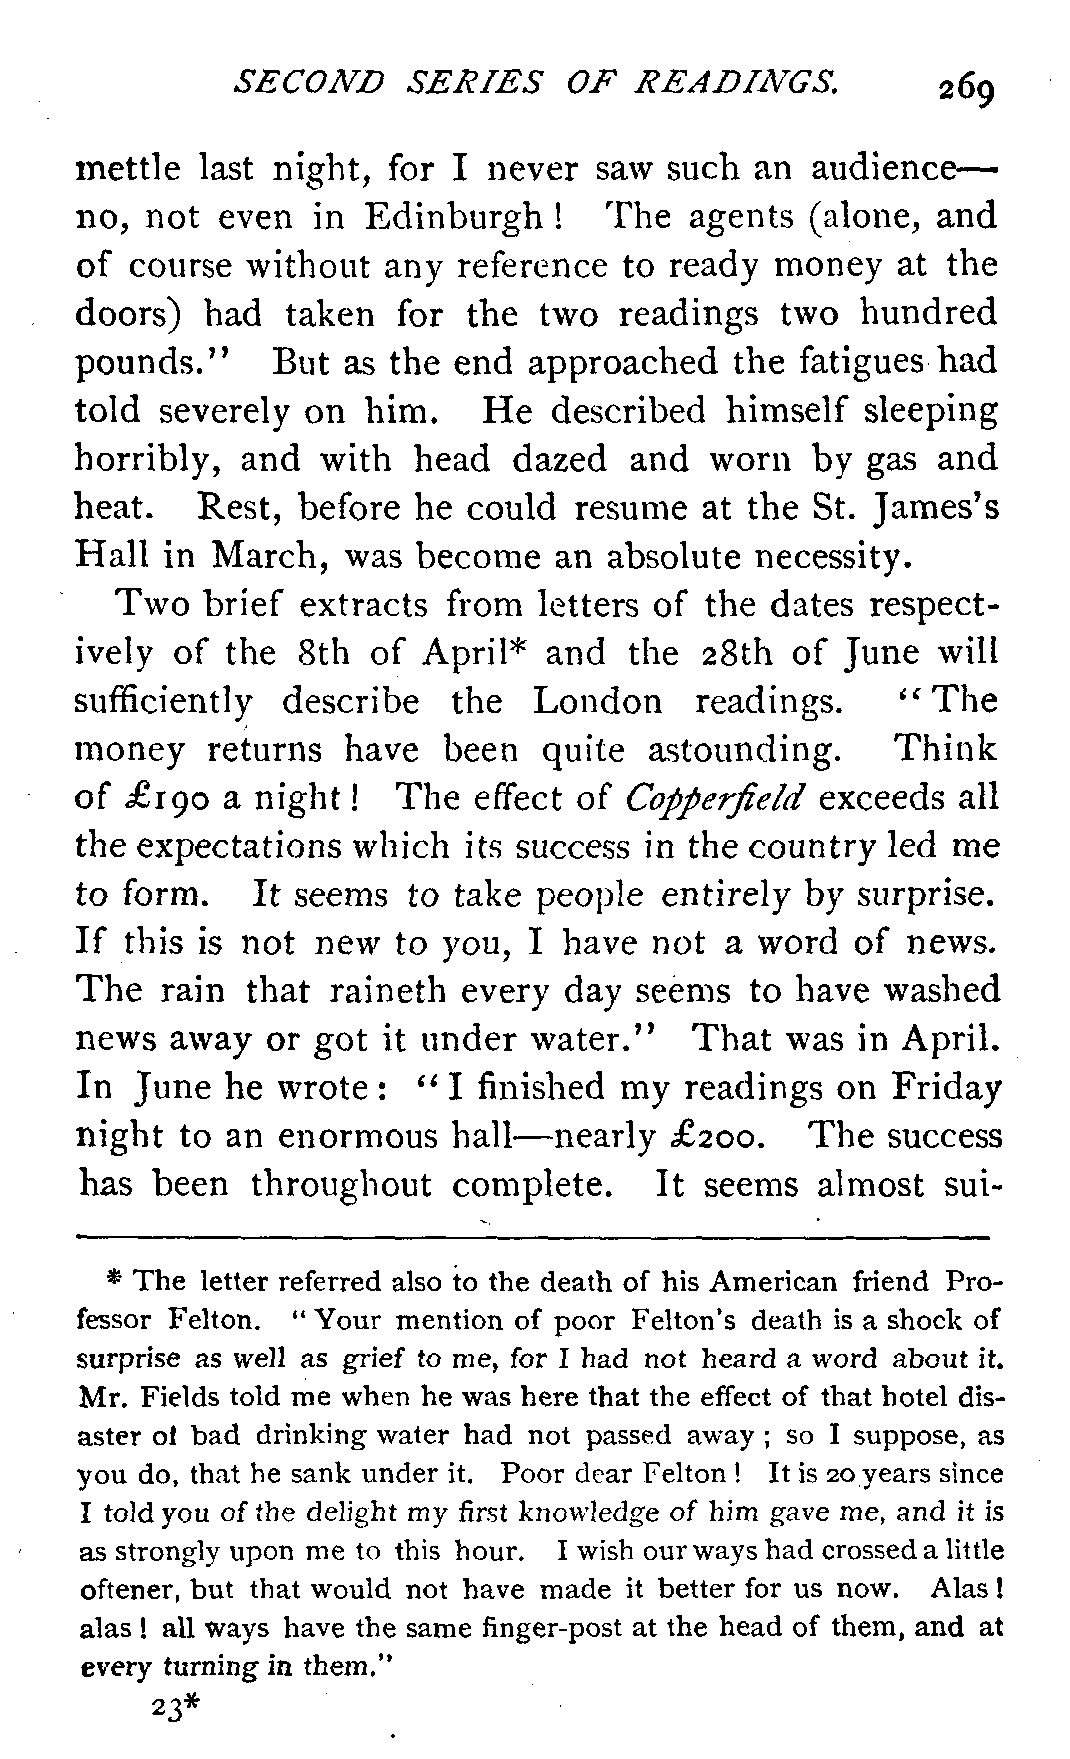 SECOND SERIES OF READINGS. 269
mettle last night, for I never saw such an audience—
no, not even in Edinburgh! The agents (alone, and
of course without any reference to ready money at the
doors) had taken for the two readings two hundred
pounds." But as the end approached the fatigues had
told severely on him. He described himself sleeping
horribly, and with head dazed and worn by gas and
heat. Rest, before he could resume at the St. James's
Hall in March, was become an absolute necessity.
Two brief extracts from letters of the dates respect-
ively of the 8th of April* and the 28th of June will
sufficiently describe the London readings. "The
money returns have been quite astounding. Think
of £190 a night! The effect of Copperfield exceeds all
the expectations which its success in the country led me
to form. It seems to take people entirely by surprise.
If this is not new to you, I have not a word of news.
The rain that raineth every day seems to have washed
news away or got it under water." That was in April.
In June he wrote: "I finished my readings on Friday
night to an enormous hall—nearly £200. The success
has been throughout complete. It seems almost sui-
* The letter referred also to the death of his American friend Pro-
fessor Felton. "Your mention of poor Felton's death is a shock of
surprise as well as grief to me, for I had not heard a word about it.
Mr. Fields told me when he was here that the effect of that hotel dis-
aster of bad drinking water had not passed away; so I suppose, as
you do, that he sank under it. Poor dear Felton! It is 20 years since
I told you of the delight my first knowledge of him gave me, and it is
as strongly upon me to this hour. I wish our ways had crossed a little
oftener, but that would not have made it better for us now. Alas!
alas! all ways have the same finger-post at the head of them, and at
every turning in them."
23*